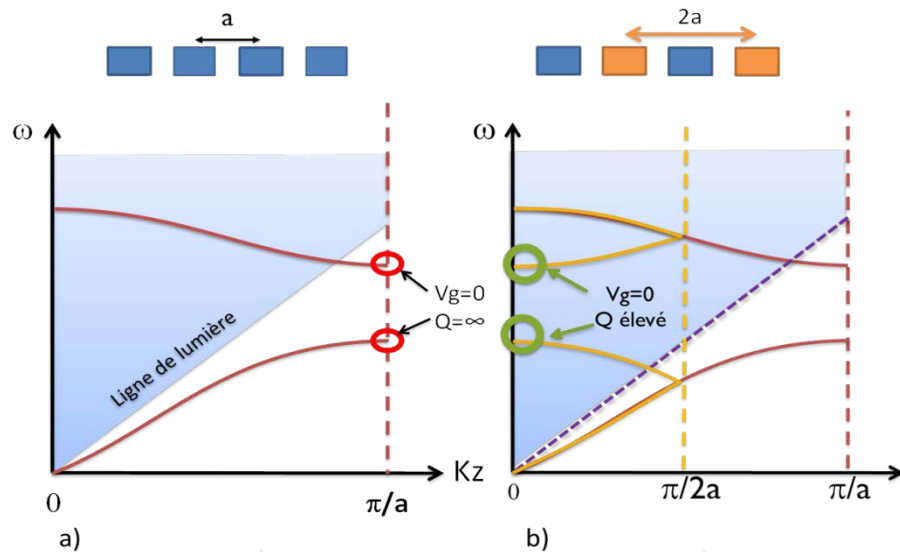 a
2a
ω
Vg=0
Q=∞
Ligne de lumière
0
π/a
Kz
a)
ω
Vg=0
Q élevé
0
π/2a
π/a
b)